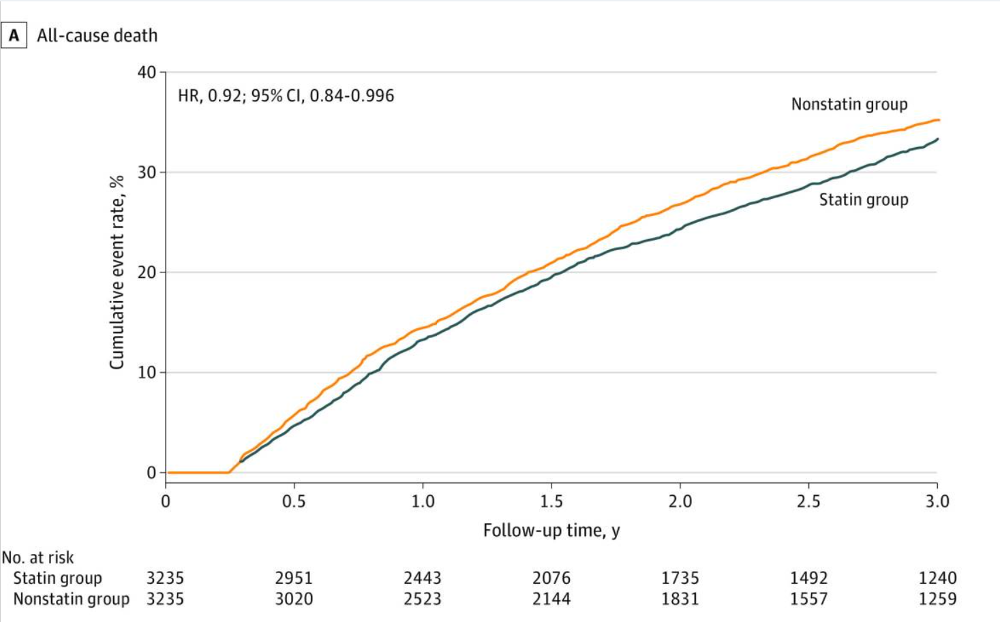 A All-cause death
40
HR, 0.92; 95% CI, 0.84-0.996
Nonstatin group
30
Statin group
20
10
0
Cumulative event rate, %
0 0.5 1.0 1.5 2.0 2.5 3.0
Follow-up time, y
No. at risk
Statin group 3235 2951 2443 2076 1735 1492 1240
Nonstatin group 3235 3020 2523 2144 1831 1557 1259